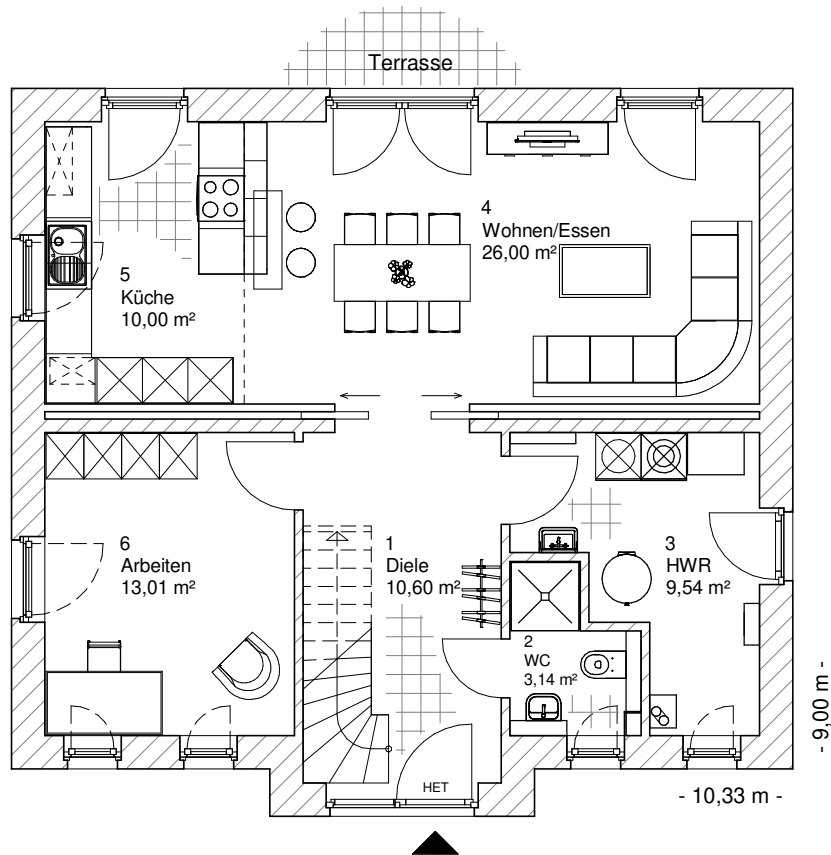 Terrasse
4
Wohnen/Essen
26,00 m²
5
Küche
10,00 m²
1
Diele
10,60 m²
6
Arbeiten
13,01 m²
3
HWR
9,54 m²
2
WC
3,14 m²
HET
- 9,00 m -
- 10,33 m -